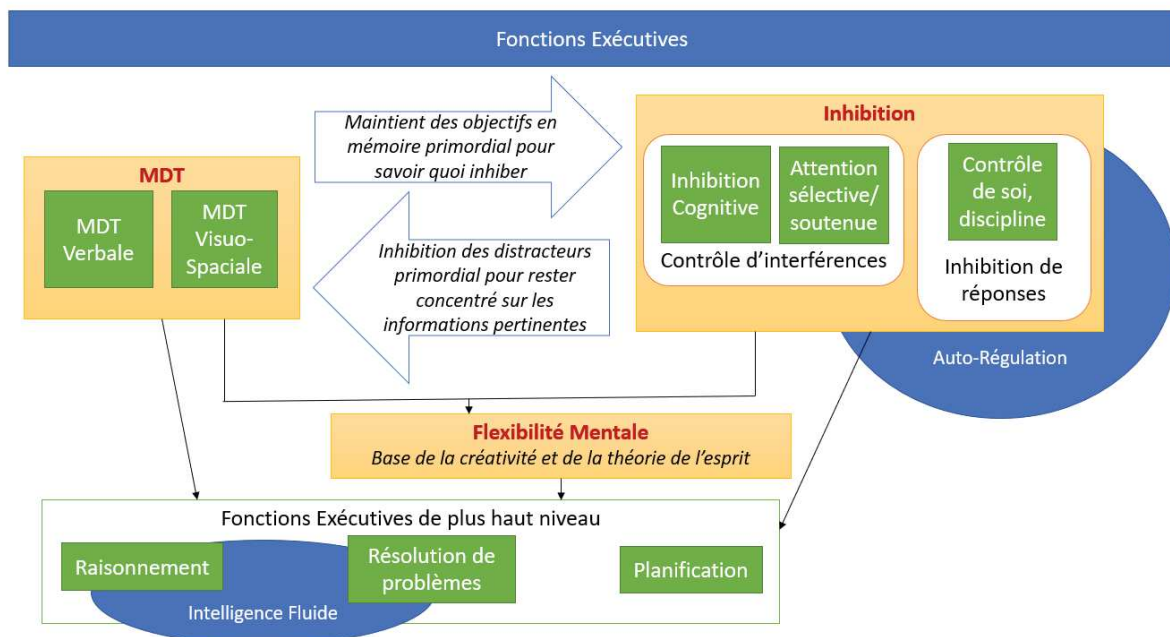 Fonctions Exécutives
Maintient des objectifs en
mémoire primordial pour
savoir quoi inhiber
MDT
MDT
Verbale
MDT
Visuo-
Spaciale
Inhibition des distracteurs
primordial pour rester
concentré sur les
informations pertinentes
Inhibition
Inhibition
Cognitive
Attention
sélective/
soutenue
Contrôle d'interférences
Contrôle
de soi,
discipline
Inhibition de
réponses
Auto-Régulation
Flexibilité Mentale
Base de la créativité et de la théorie de l'esprit
Fonctions Exécutives de plus haut niveau
Raisonnement
Résolution de
problèmes
Planification
Intelligence Fluide